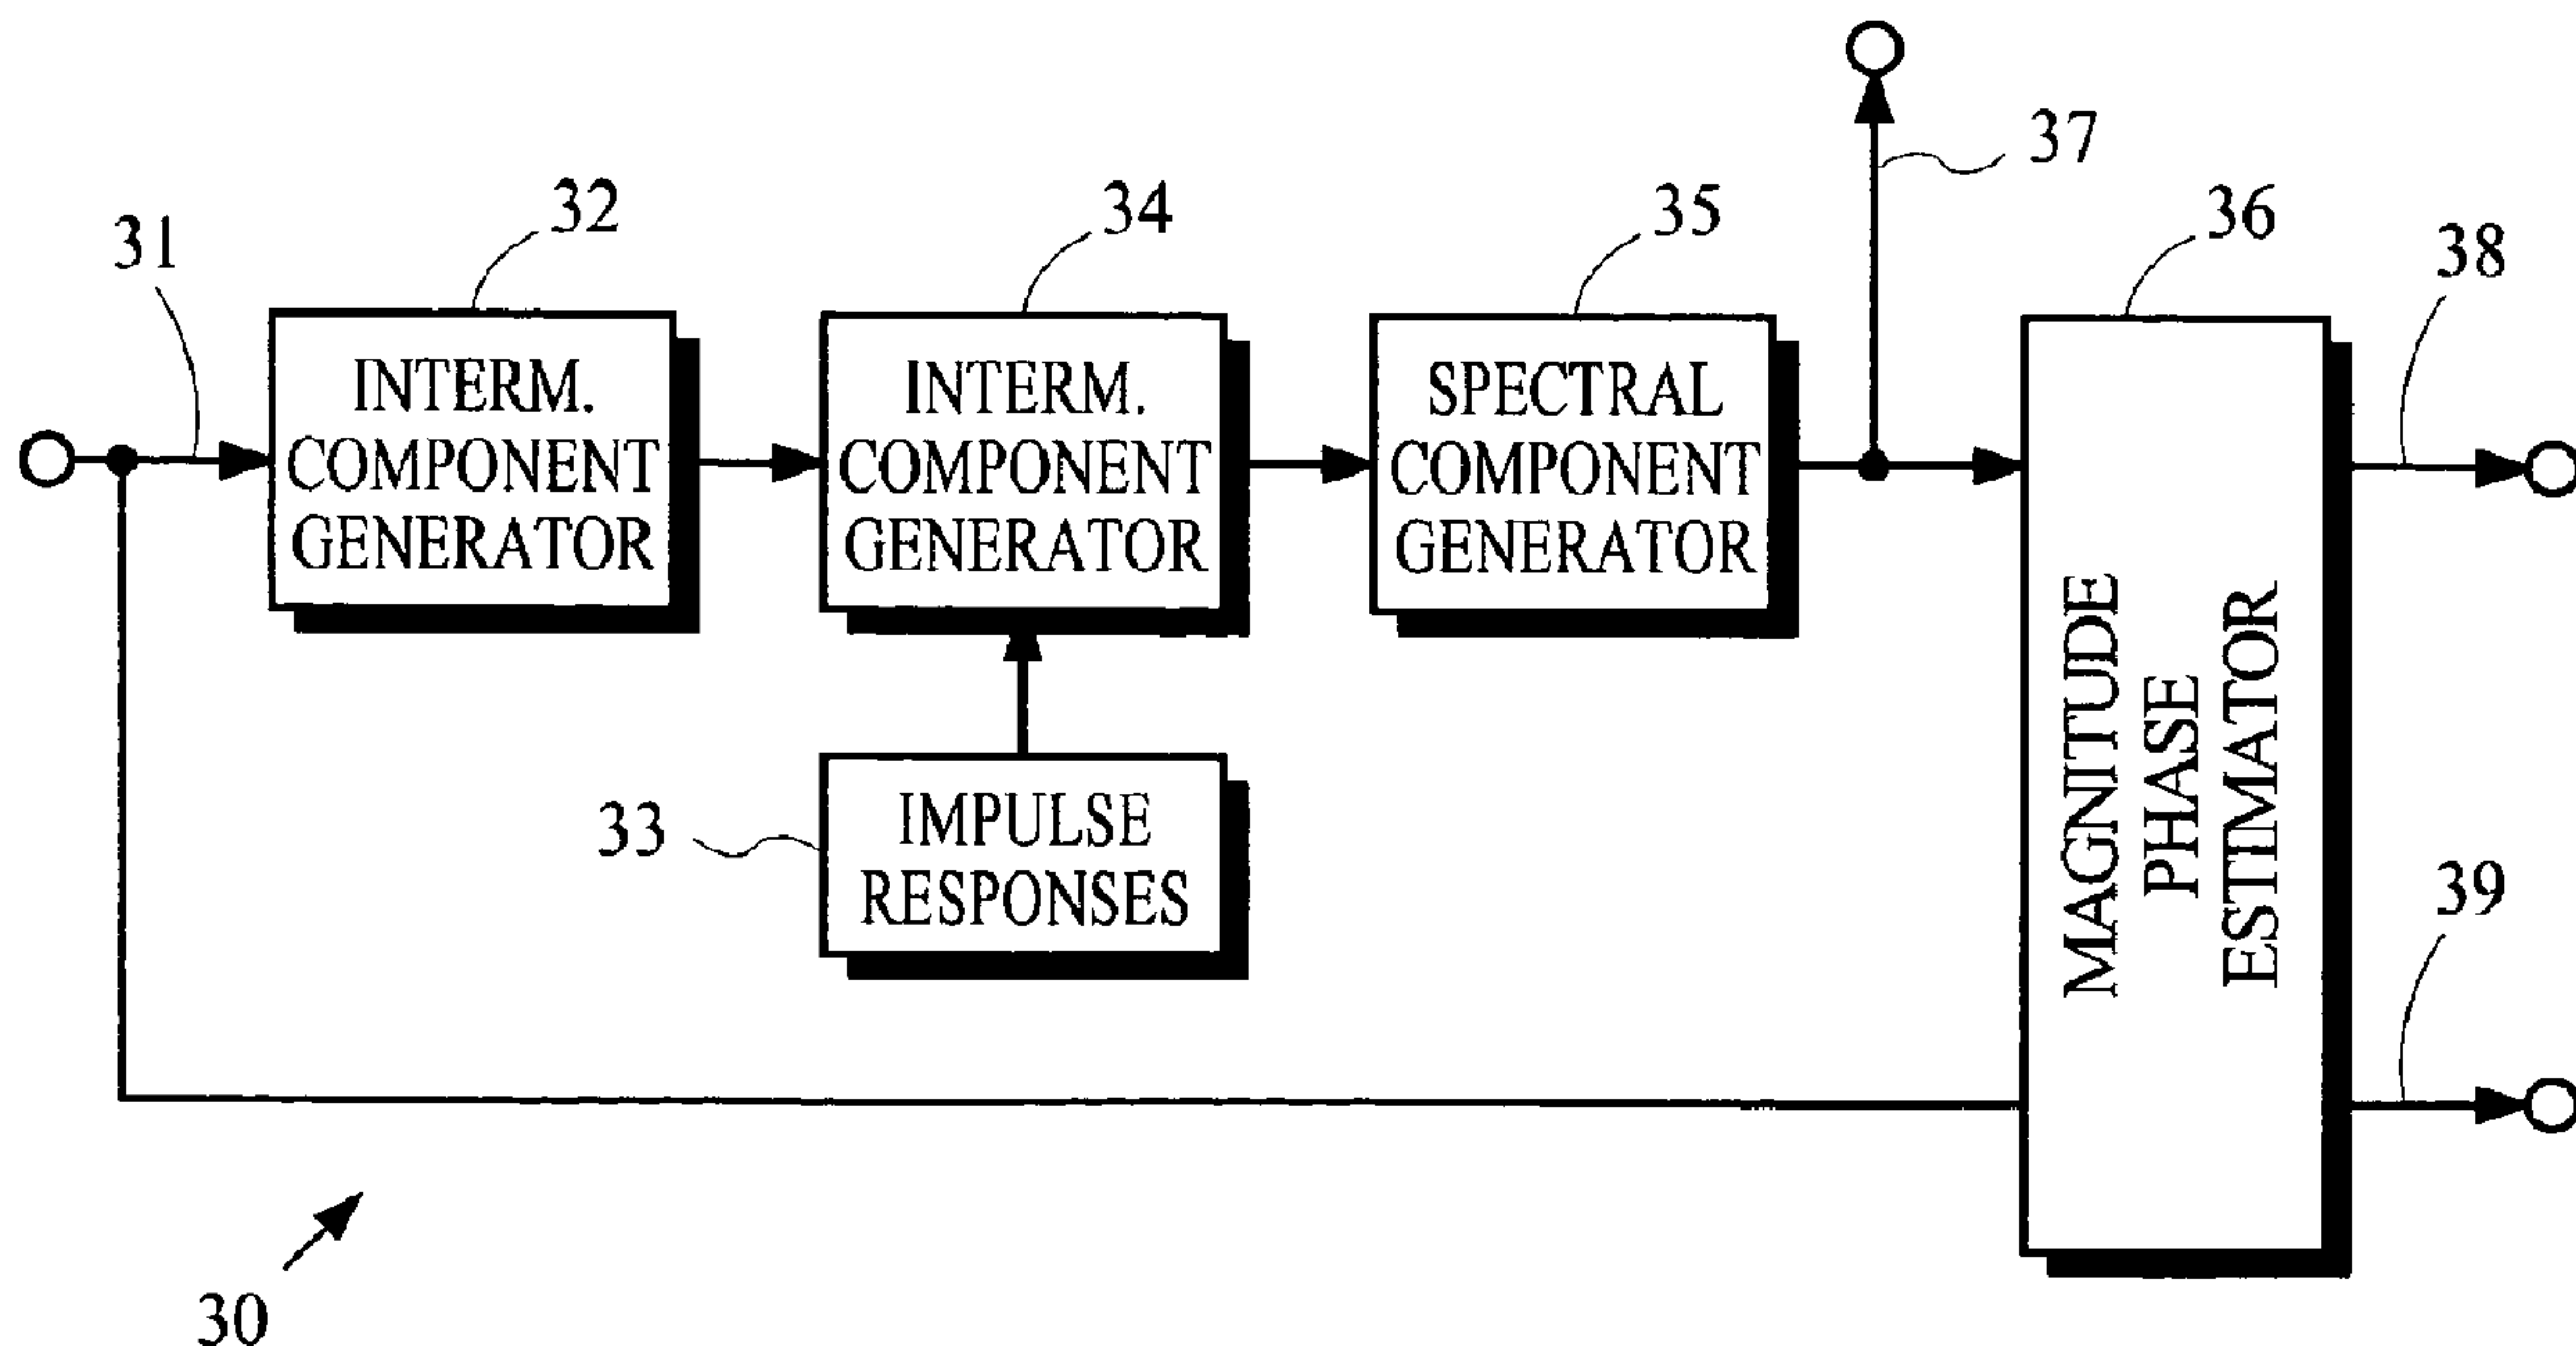 37
31
32
34
35
36
38
INTERM.
COMPONENT
GENERATOR
INTERM.
COMPONENT
GENERATOR
SPECTRAL
COMPONENT
GENERATOR
MAGNITUDE
PHASE
ESTIMATOR
33
IMPULSE
RESPONSES
39
30